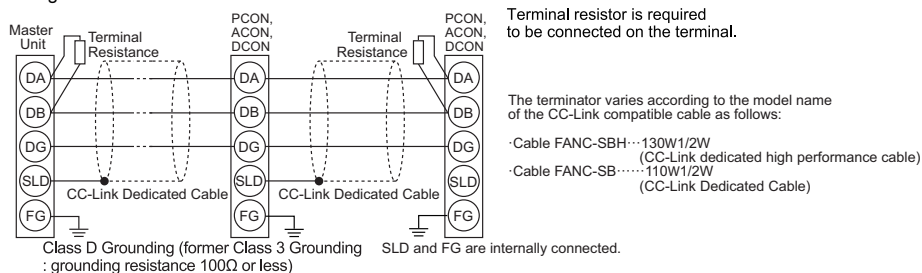 Master
Unit
Terminal
Resistance
PCON,
ACON,
DCON
Terminal
Resistance
PCON,
ACON,
DCON
DA
DB
DG
SLD
FG
DA
DB
DG
SLD
FG
DA
DB
DG
SLD
FG
CC-Link Dedicated Cable
CC-Link Dedicated Cable
Class D Grounding (former Class 3 Grounding
: grounding resistance 100Ω or less)
SLD and FG are internally connected.
Terminal resistor is required
to be connected on the terminal.
The terminator varies according to the model name
of the CC-Link compatible cable as follows:
·Cable FANC-SBH···130W1/2W
(CC-Link dedicated high performance cable)
·Cable FANC-SB······110W1/2W
(CC-Link Dedicated Cable)